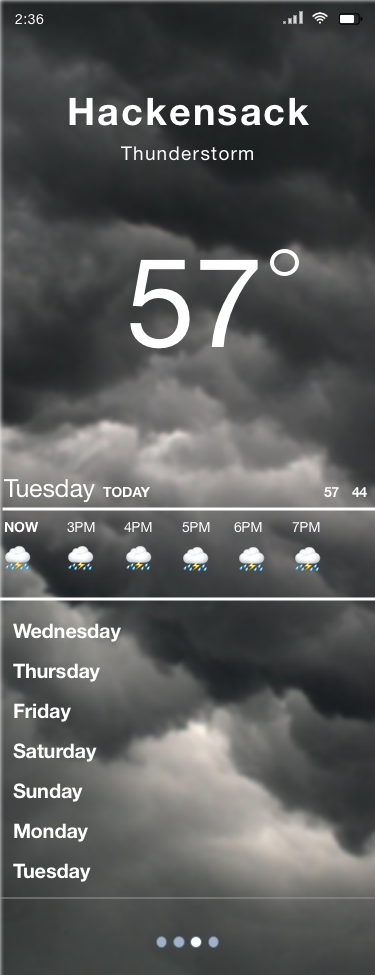 2:36
Hackensack
Thunderstorm
57°
Tuesday TODAY 57 44
NOW 3PM 4PM 5PM 6PM 7PM
Wednesday
Thursday
Friday
Saturday
Sunday
Monday
Tuesday